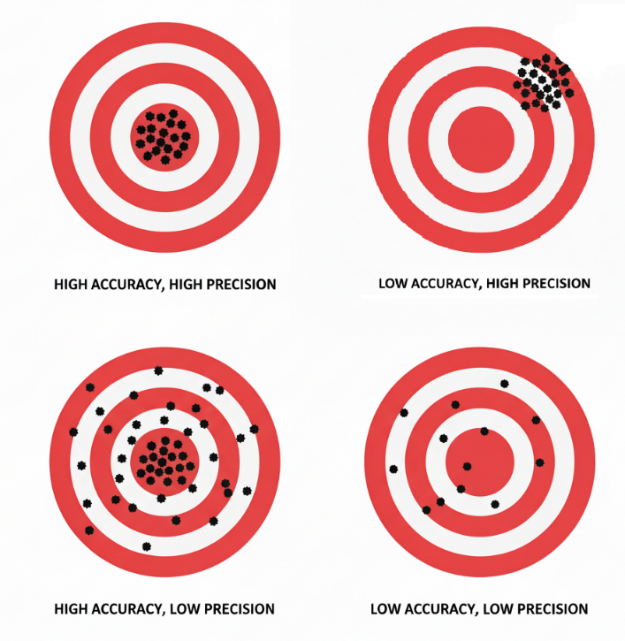 HIGH ACCURACY, HIGH PRECISION
LOW ACCURACY, HIGH PRECISION
HIGH ACCURACY, LOW PRECISION
LOW ACCURACY, LOW PRECISION